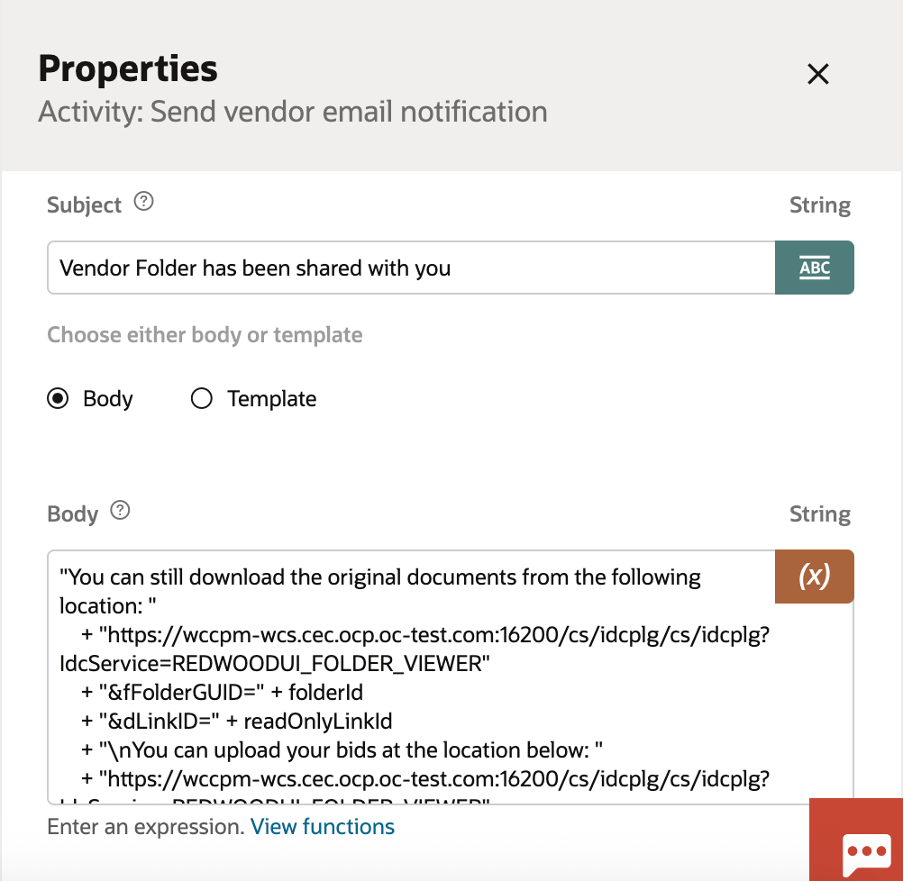 Properties
Activity: Send vendor email notification
Subject ? String
Vendor Folder has been shared with you ABC
Choose either body or template
Body Template
Body ? String
"You can still download the original documents from the following (x)
location: "
+ "https://wccpm-wcs.cec.ocp.oc-test.com:16200/cs/idcplg/cs/idcplg?
IdcService=REDWOODUI_FOLDER_VIEWER"
+ "&fFolderGUID=" + folderId
+ "&dLinkID=" + readOnlyLinkId
+ "\nYou can upload your bids at the location below: "
+ "https://wccpm-wcs.cec.ocp.oc-test.com:16200/cs/idcplg/cs/idcplg?
Enter an expression. View functions